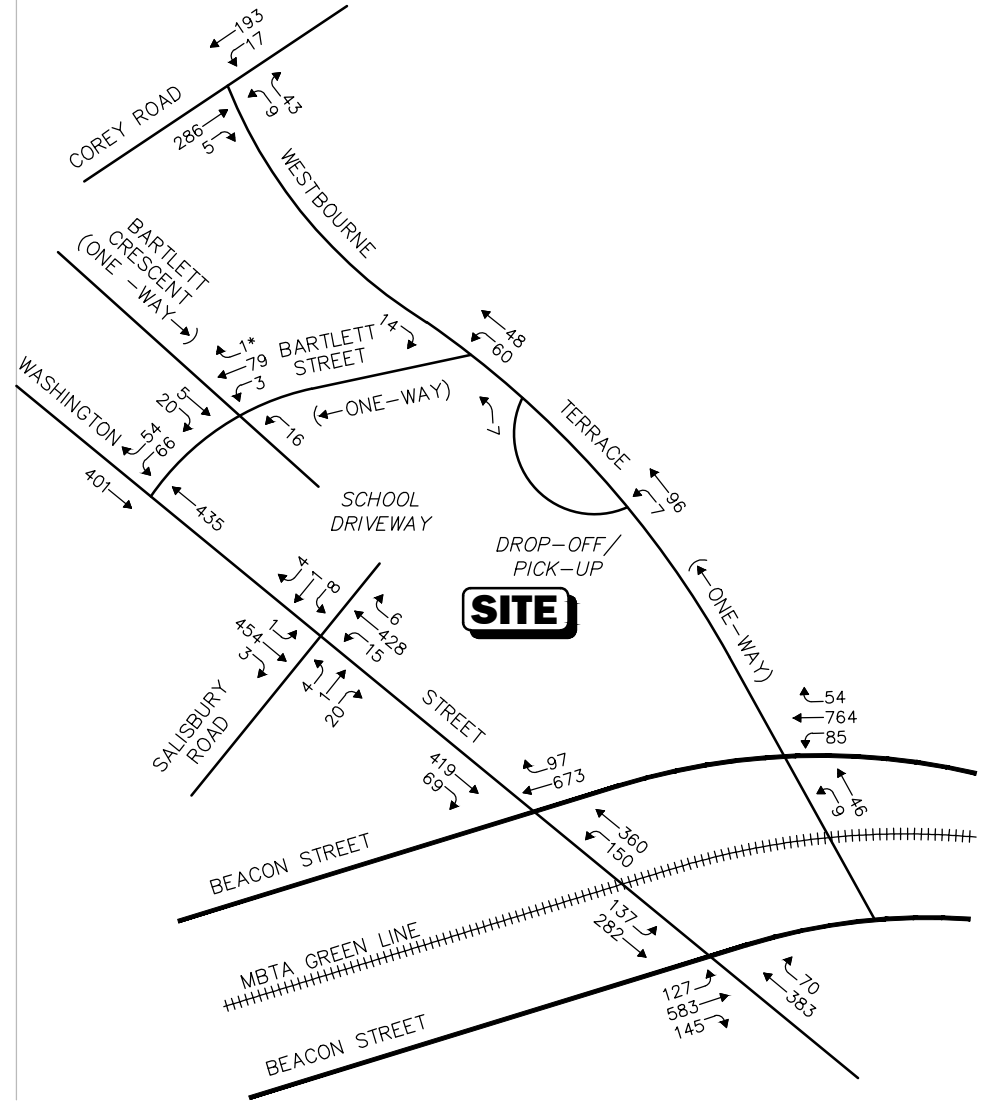 193
17
43
9
COREY ROAD
286
5
WESTBOURNE
BARTLETT
CRESCENT
(ONE -WAY→)
1*
79
3
BARTLETT
STREET
14
48
60
(←ONE-WAY)
WASHINGTON
5
20
54
66
16
7
TERRACE
401
435
96
7
SCHOOL
DRIVEWAY
DROP-OFF/
PICK-UP
SITE
(←ONE-WAY)
4
1
8
6
428
15
1
454
3
4
1
20
SALISBURY
ROAD
STREET
54
764
85
419
69
97
673
46
9
360
150
BEACON STREET
137
282
MBTA GREEN LINE
127
583
145
70
383
BEACON STREET